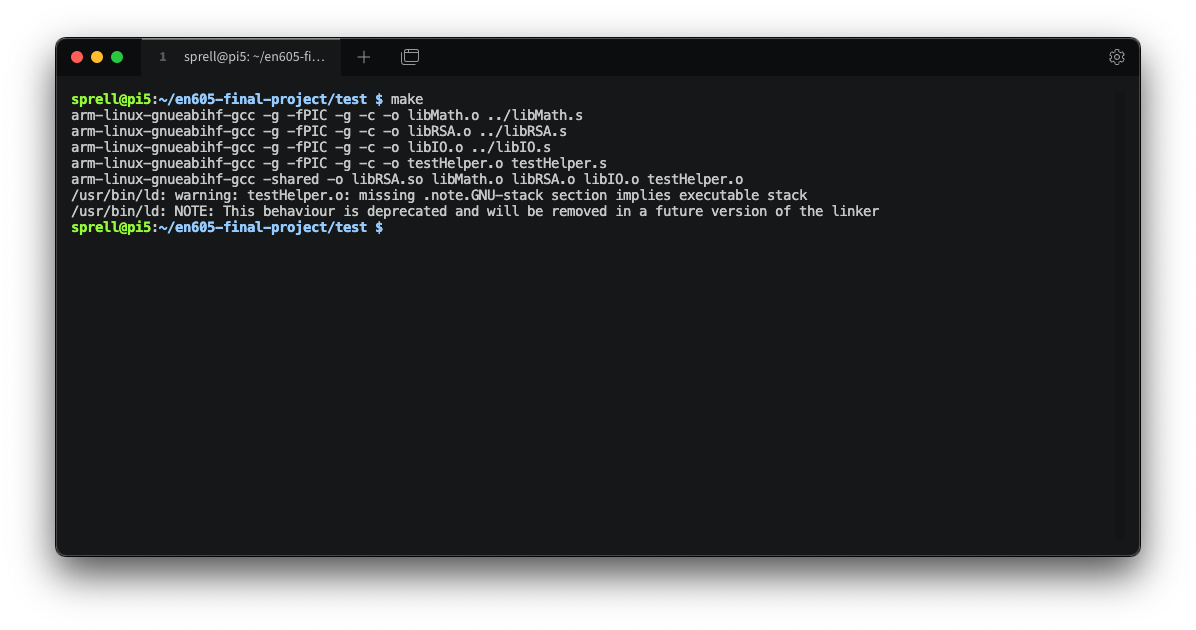 1 sprell@pi5: ~/en605-fi...
sprell@pi5:~/en605-final-project/test $ make
arm-linux-gnueabihf-gcc -g -fPIC -g -c -o libMath.o ../libMath.s
arm-linux-gnueabihf-gcc -g -fPIC -g -c -o libRSA.o ../libRSA.s
arm-linux-gnueabihf-gcc -g -fPIC -g -c -o libIO.o ../libIO.s
arm-linux-gnueabihf-gcc -g -fPIC -g -c -o testHelper.o testHelper.s
arm-linux-gnueabihf-gcc -shared -o libRSA.so libMath.o libRSA.o libIO.o testHelper.o
/usr/bin/ld: warning: testHelper.o: missing .note.GNU-stack section implies executable stack
/usr/bin/ld: NOTE: This behaviour is deprecated and will be removed in a future version of the linker
sprell@pi5:~/en605-final-project/test $